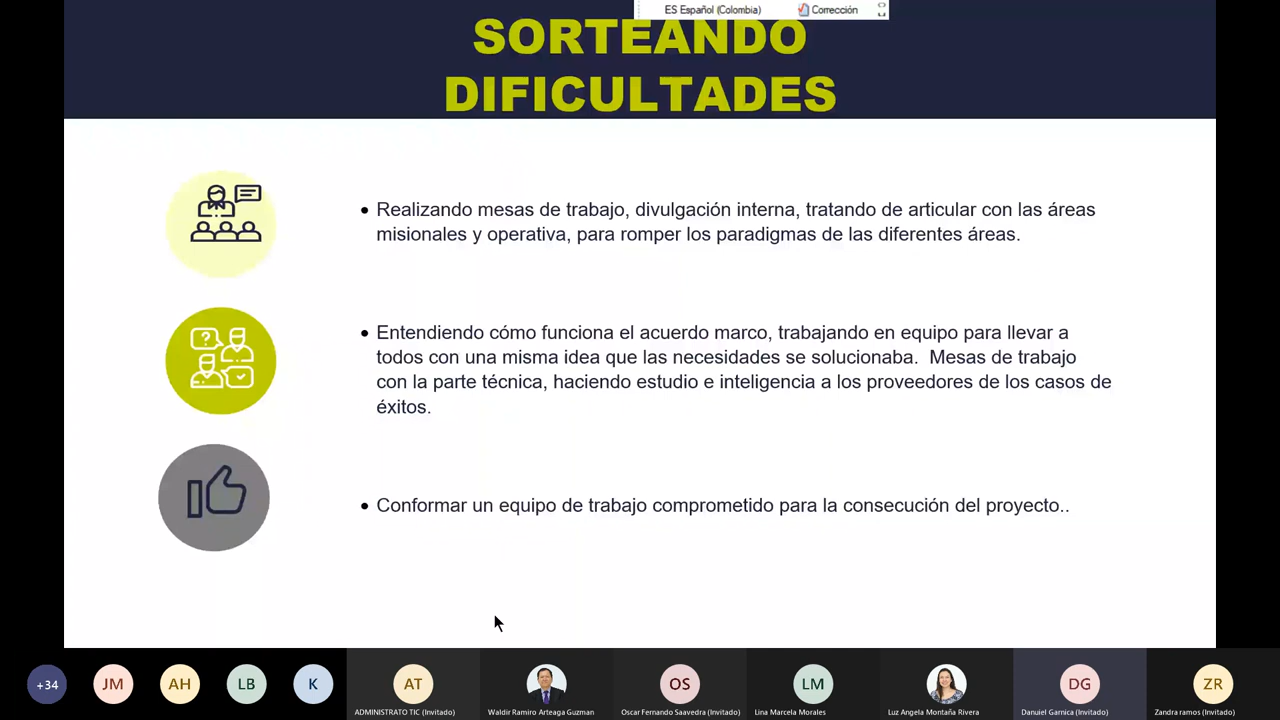 ES Español (Colombia) Corrección
SORTEANDO
DIFICULTADES
• Realizando mesas de trabajo, divulgación interna, tratando de articular con las áreas
misionales y operativa, para romper los paradigmas de las diferentes áreas.
• Entendiendo cómo funciona el acuerdo marco, trabajando en equipo para llevar a
todos con una misma idea que las necesidades se solucionaba. Mesas de trabajo
con la parte técnica, haciendo estudio e inteligencia a los proveedores de los casos de
éxitos.
• Conformar un equipo de trabajo comprometido para la consecución del proyecto..
+34 JM AH LB K AT OS LM DG ZR
ADMINISTRATO TIC (Invitado) Waldir Ramiro Arteaga Guzman Oscar Fernando Saavedra (Invitado) Lina Marcela Morales Luz Angela Montaña Rivera Danuiel Garnica (Invitado) Zandra ramos (Invitado)